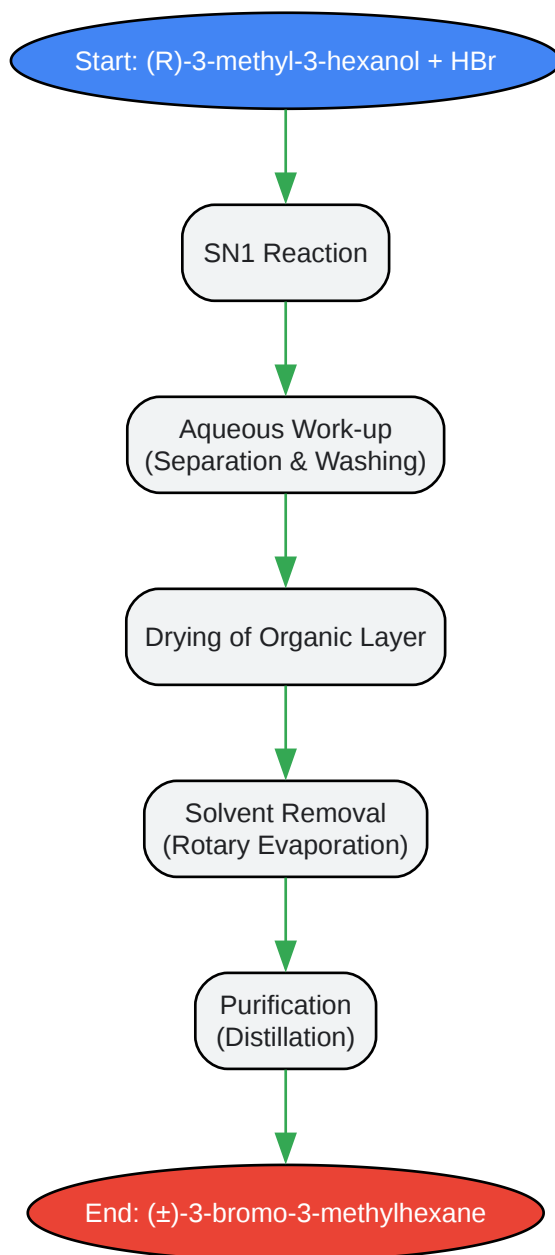 Start: (R)-3-methyl-3-hexanol + HBr
SN1 Reaction
Aqueous Work-up
(Separation & Washing)
Drying of Organic Layer
Solvent Removal
(Rotary Evaporation)
Purification
(Distillation)
End: (±)-3-bromo-3-methylhexane